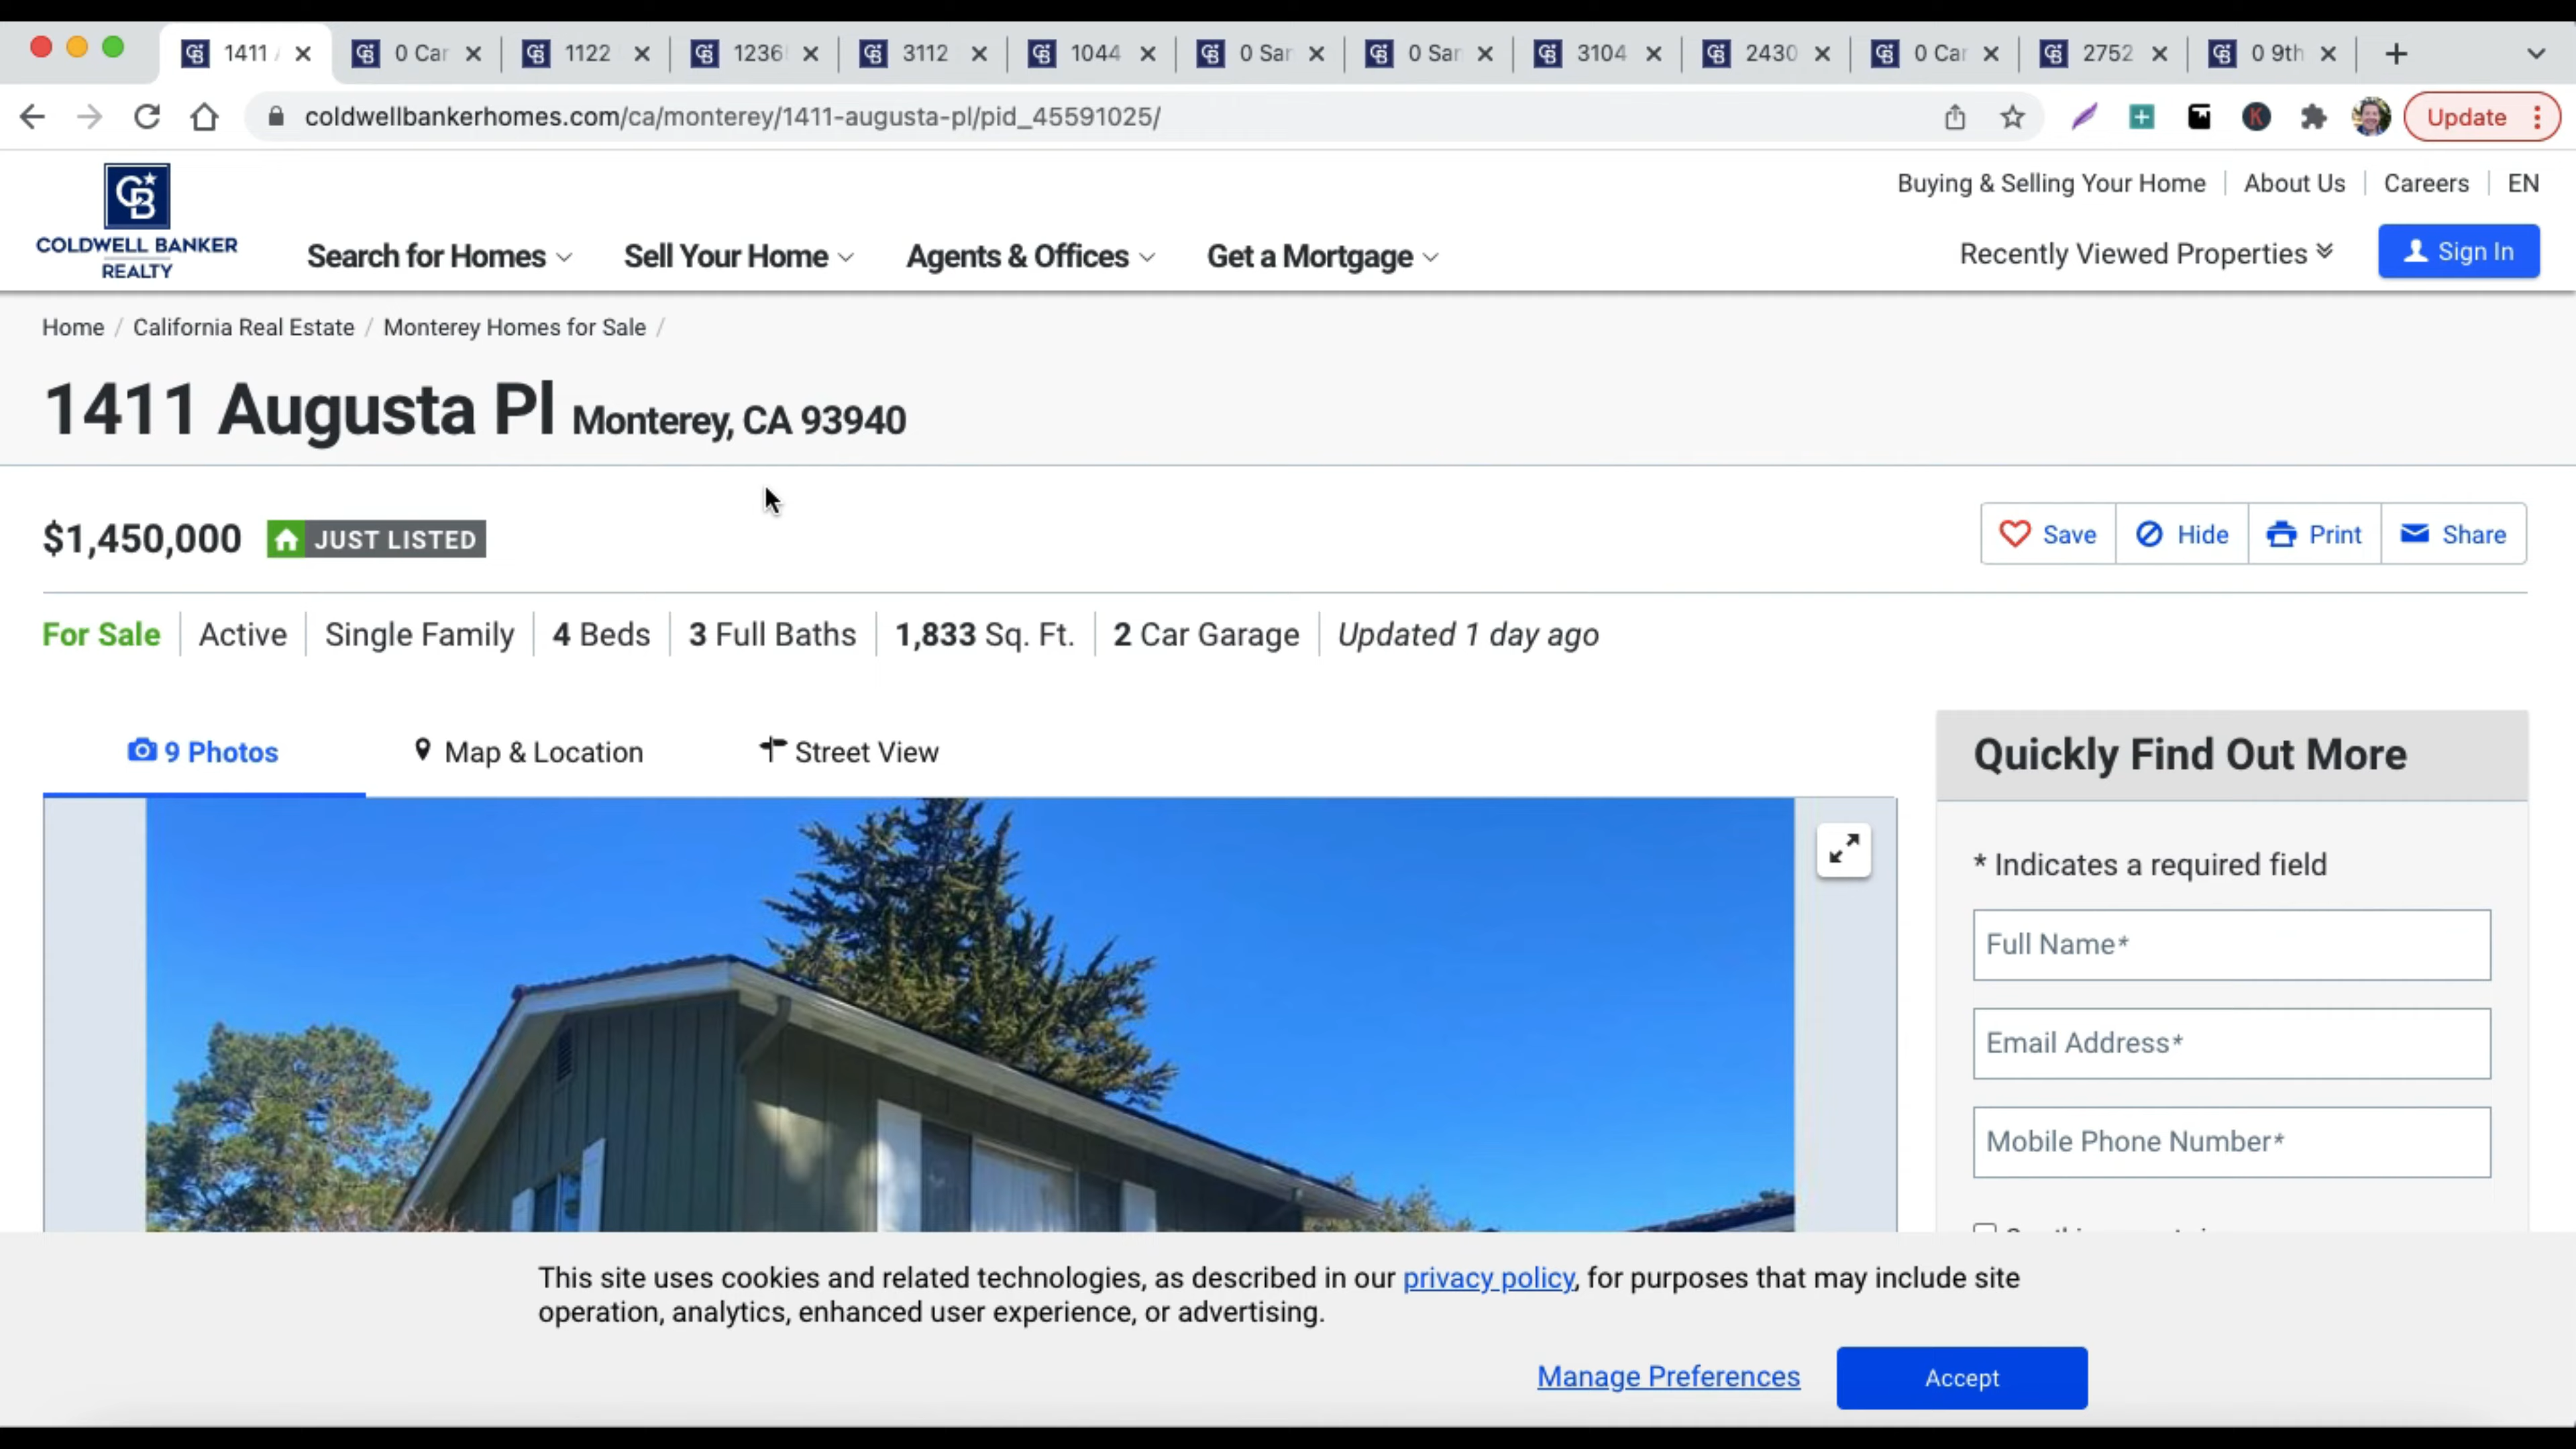 1411
0 Car
1122
1236
3112
1044
0 Sar
0 Sar
3104
2430
0 Car
2752
0 9th
coldwellbankerhomes.com/ca/monterey/1411-augusta-pl/pid_45591025/
K
Update
CB
COLDWELL BANKER
REALTY
Buying & Selling Your Home
About Us
Careers
EN
Search for Homes
Sell Your Home
Agents & Offices
Get a Mortgage
Recently Viewed Properties
Sign In
Home / California Real Estate / Monterey Homes for Sale /
1411 Augusta Pl Monterey, CA 93940
$1,450,000
JUST LISTED
Save
Hide
Print
Share
For Sale
Active
Single Family
4 Beds
3 Full Baths
1,833 Sq. Ft.
2 Car Garage
Updated 1 day ago
9 Photos
Map & Location
Street View
Quickly Find Out More
* Indicates a required field
Full Name*
Email Address*
Mobile Phone Number*
This site uses cookies and related technologies, as described in our privacy policy, for purposes that may include site
operation, analytics, enhanced user experience, or advertising.
Manage Preferences
Accept